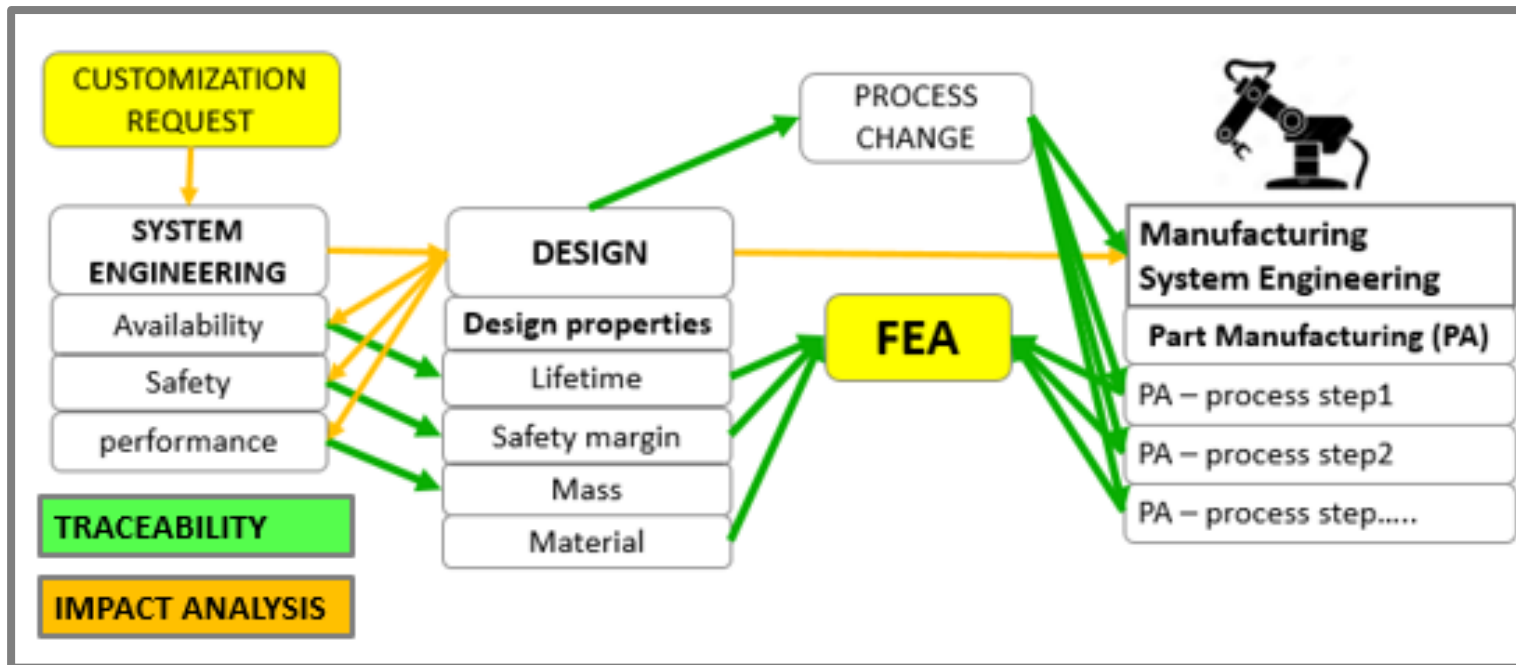 CUSTOMIZATION
REQUEST
SYSTEM
ENGINEERING
Availability
Safety
performance
TRACEABILITY
IMPACT ANALYSIS
DESIGN
Design properties
Lifetime
Safety margin
Mass
Material
PROCESS
CHANGE
FEA
Manufacturing
System Engineering
Part Manufacturing (PA)
PA – process step1
PA – process step2
PA – process step.....